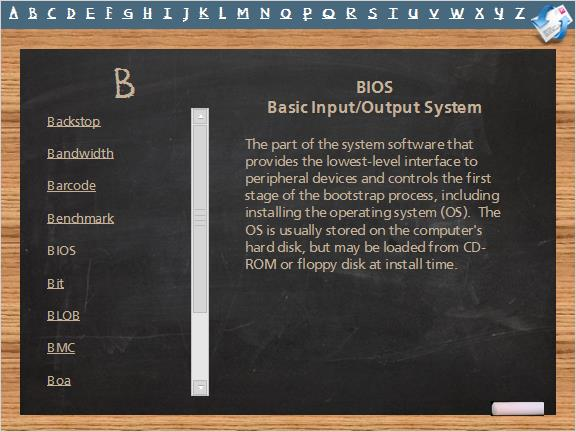 A B C D E F G H I J K L M N O P Q R S T U V W X Y Z
B
Backstop
Bandwidth
Barcode
Benchmark
BIOS
Bit
BLOB
BMC
Boa
BIOS
Basic Input/Output System
The part of the system software that
provides the lowest-level interface to
peripheral devices and controls the first
stage of the bootstrap process, including
installing the operating system (OS).  The
OS is usually stored on the computer's
hard disk, but may be loaded from CD-
ROM or floppy disk at install time.